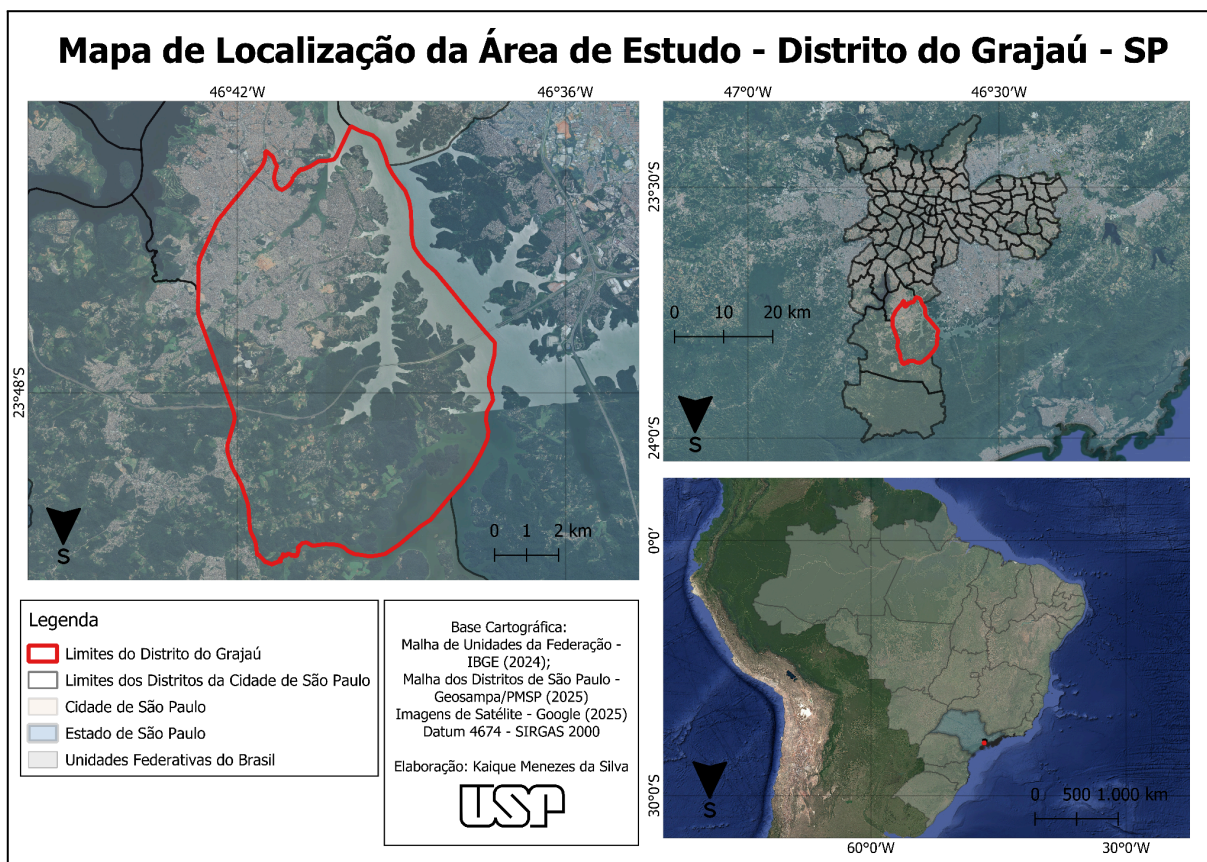 Mapa de Localização da Área de Estudo - Distrito do Grajaú - SP
46°42'W
46°36'W
23°48'S
S
0 1 2 km
47°0'W
46°30'W
23°30'S
24°0'S
0 10 20 km
S
0°0'
30°0'S
60°0'W
30°0'W
S
0 500 1.000 km
Legenda
Limites do Distrito do Grajaú
Limites dos Distritos da Cidade de São Paulo
Cidade de São Paulo
Estado de São Paulo
Unidades Federativas do Brasil
Base Cartográfica:
Malha de Unidades da Federação -
IBGE (2024);
Malha dos Distritos de São Paulo -
Geosampa/PMSP (2025)
Imagens de Satélite - Google (2025)
Datum 4674 - SIRGAS 2000
Elaboração: Kaique Menezes da Silva
USP